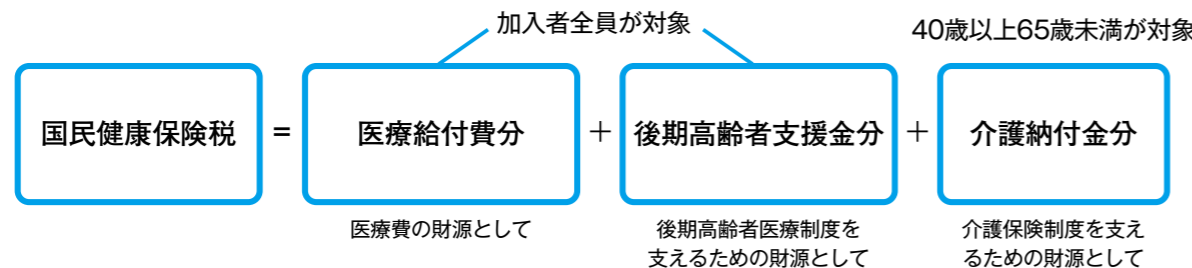 加入者全員が対象
40歳以上65歳未満が対象
国民健康保険税 = 医療給付費分 + 後期高齢者支援金分 + 介護納付金分
医療費の財源として
後期高齢者医療制度を
支えるための財源として
介護保険制度を支え
るための財源として